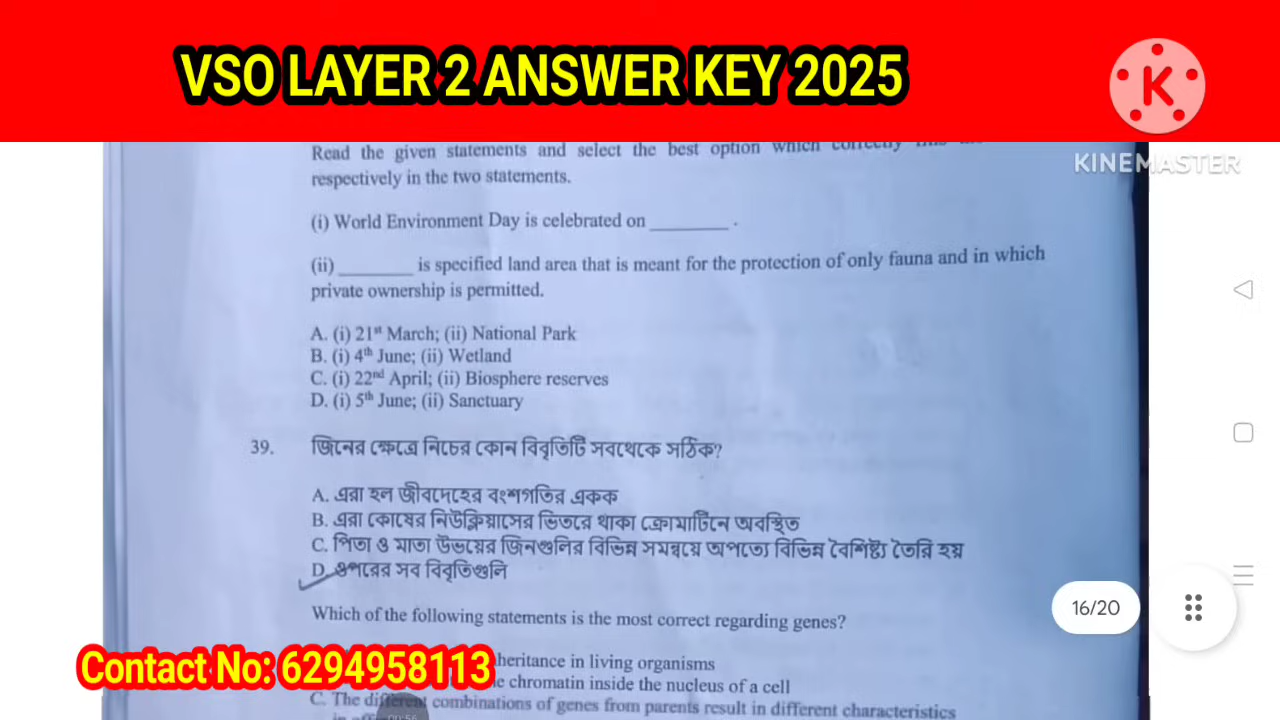 VSO LAYER 2 ANSWER KEY 2025
K
KINEMASTER
Read the given statements and select the best option which correctly
respectively in the two statements.
(i) World Environment Day is celebrated on ________ .
(ii) ________ is specified land area that is meant for the protection of only fauna and in which
private ownership is permitted.
A. (i) 21st March; (ii) National Park
B. (i) 4th June; (ii) Wetland
C. (i) 22nd April; (ii) Biosphere reserves
D. (i) 5th June; (ii) Sanctuary
39. জিনের ক্ষেত্রে নিচের কোন বিবৃতিটি সবথেকে সঠিক?
A. এরা হল জীবদেহের বংশগতির একক
B. এরা কোষের নিউক্লিয়াসের ভিতরে থাকা ক্রোমাটিনে অবস্থিত
C. পিতা ও মাতা উভয়ের জিনগুলির বিভিন্ন সমন্বয়ে অপত্যে বিভিন্ন বৈশিষ্ট্য তৈরি হয়
D. ওপরের সব বিবৃতিগুলি
16/20
Which of the following statements is the most correct regarding genes?
Contact No: 6294958113
heritance in living organisms
e chromatin inside the nucleus of a cell
C. The different combinations of genes from parents result in different characteristics